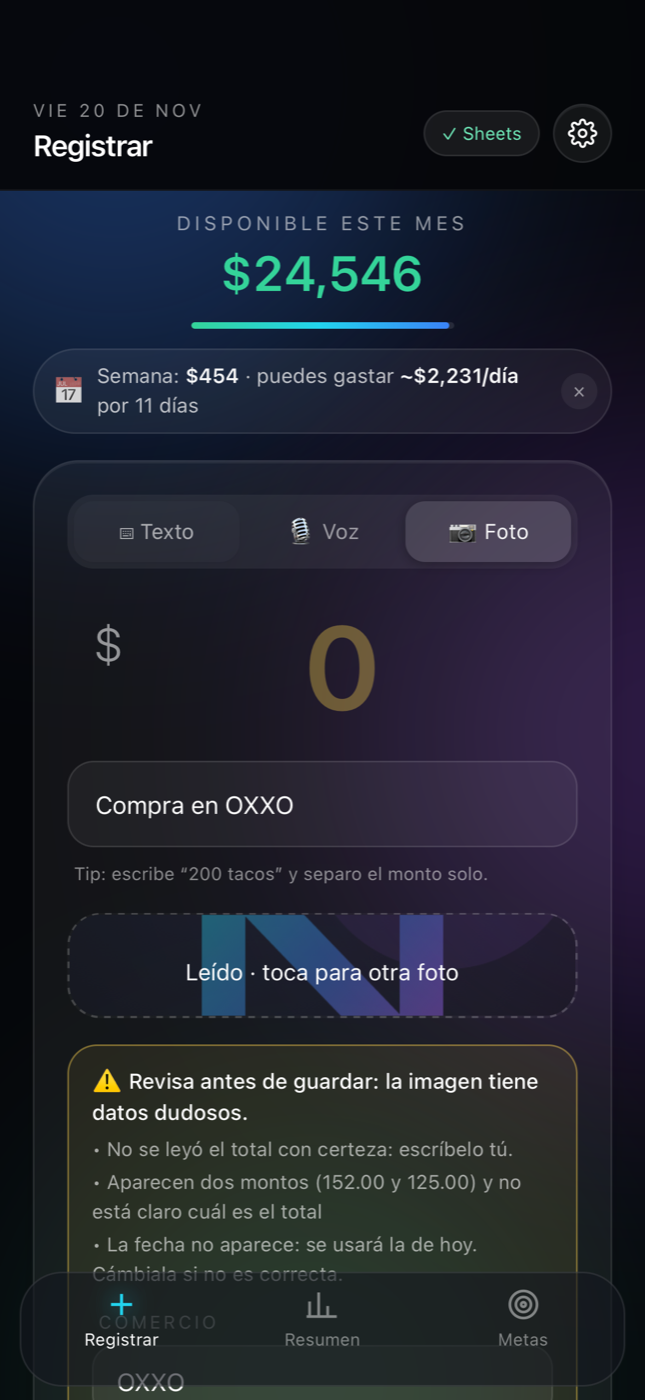 VIE 20 DE NOV
Registrar
✓ Sheets
DISPONIBLE ESTE MES
$24,546
JUL
17
Semana: $454 · puedes gastar ~$2,231/día
por 11 días
×
Texto
Voz
Foto
$
0
Compra en OXXO
Tip: escribe “200 tacos” y separo el monto solo.
N
Leído · toca para otra foto
⚠️ Revisa antes de guardar: la imagen tiene
datos dudosos.
• No se leyó el total con certeza: escríbelo tú.
• Aparecen dos montos (152.00 y 125.00) y no
está claro cuál es el total
• La fecha no aparece: se usará la de hoy.
Cámbiala si no es correcta.
COMERCIO
Registrar
Resumen
Metas
OXXO